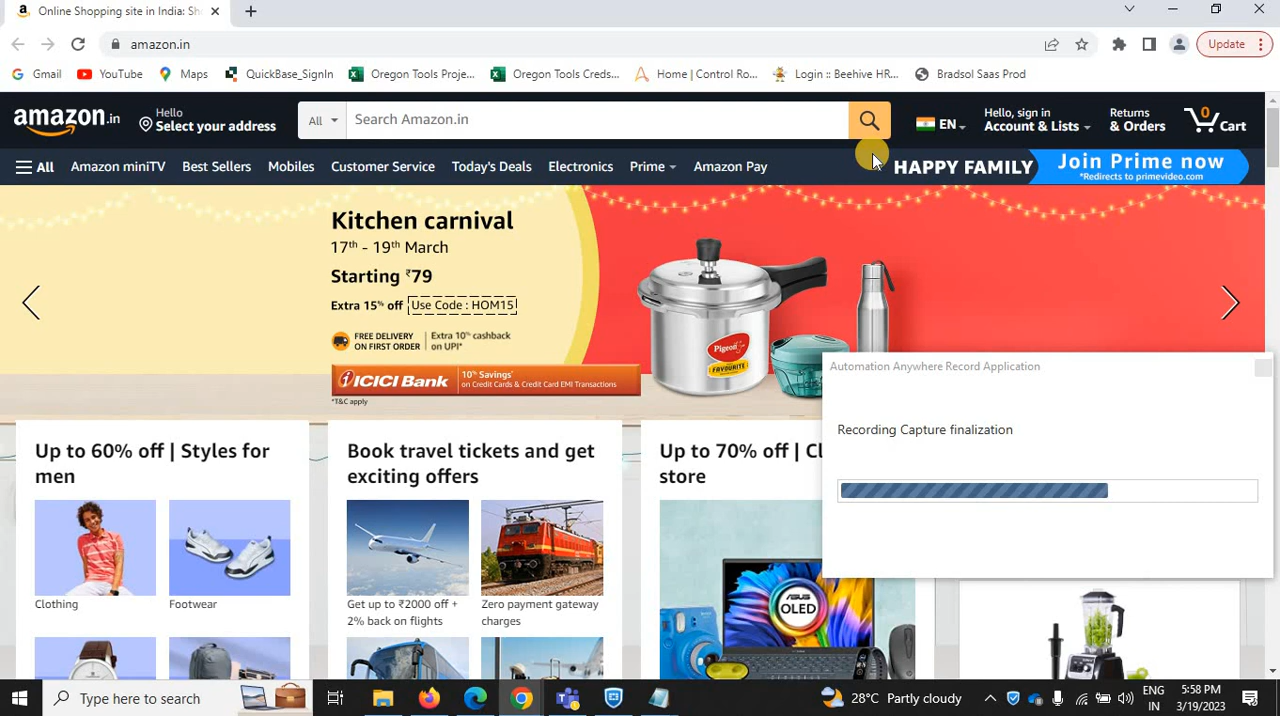 Online Shopping site in India: Sh
amazon.in
Update
Gmail
YouTube
Maps
QuickBase_SignIn
Oregon Tools Proje...
Oregon Tools Creds...
Home | Control Ro...
Login :: Beehive HR...
Bradsol Saas Prod
amazon.in
Hello
Select your address
All
Search Amazon.in
EN
Hello, sign in
Account & Lists
Returns
& Orders
0
Cart
All
Amazon miniTV
Best Sellers
Mobiles
Customer Service
Today's Deals
Electronics
Prime
Amazon Pay
HAPPY FAMILY
Join Prime now
*Redirects to primevideo.com
Kitchen carnival
17th - 19th March
Starting ₹79
Extra 15% off Use Code : HOM15
FREE DELIVERY
ON FIRST ORDER
Extra 10% cashback
on UPI*
ICICI Bank
10% Savings*
on Credit Cards & Credit Card EMI Transactions
*T&C apply
Pigeon
FAVOURITE
Automation Anywhere Record Application
Recording Capture finalization
Up to 60% off | Styles for
men
Clothing
Footwear
Book travel tickets and get
exciting offers
Get up to ₹2000 off +
2% back on flights
Zero payment gateway
charges
Up to 70% off | Cl
store
ASUS
OLED
Type here to search
28°C Partly cloudy
ENG
IN
5:58 PM
3/19/2023